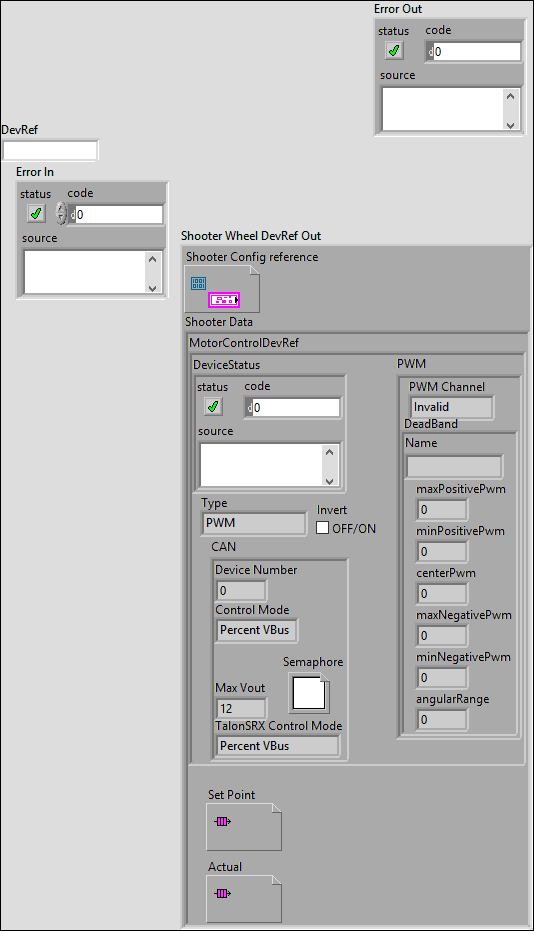 Error Out
status code
d 0
source
DevRef
Error In
status code
d 0
source
Shooter Wheel DevRef Out
Shooter Config reference
Shooter Data
MotorControlDevRef
DeviceStatus
status code
d 0
source
Type
PWM
Invert
OFF/ON
CAN
Device Number
0
Control Mode
Percent VBus
Semaphore
Max Vout
12
TalonSRX Control Mode
Percent VBus
PWM
PWM Channel
Invalid
DeadBand
Name
maxPositivePwm
0
minPositivePwm
0
centerPwm
0
maxNegativePwm
0
minNegativePwm
0
angularRange
0
Set Point
Actual